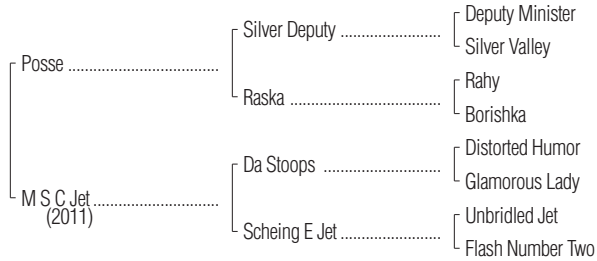 Deputy Minister
Silver Deputy ........................
Silver Valley
Posse ....................................
Rahy
Raska ....................................
Borishka
Distorted Humor
Da Stoops ............................
Glamorous Lady
M S C Jet..............................
(2011)
Unbridled Jet
Scheing E Jet........................
Flash Number Two